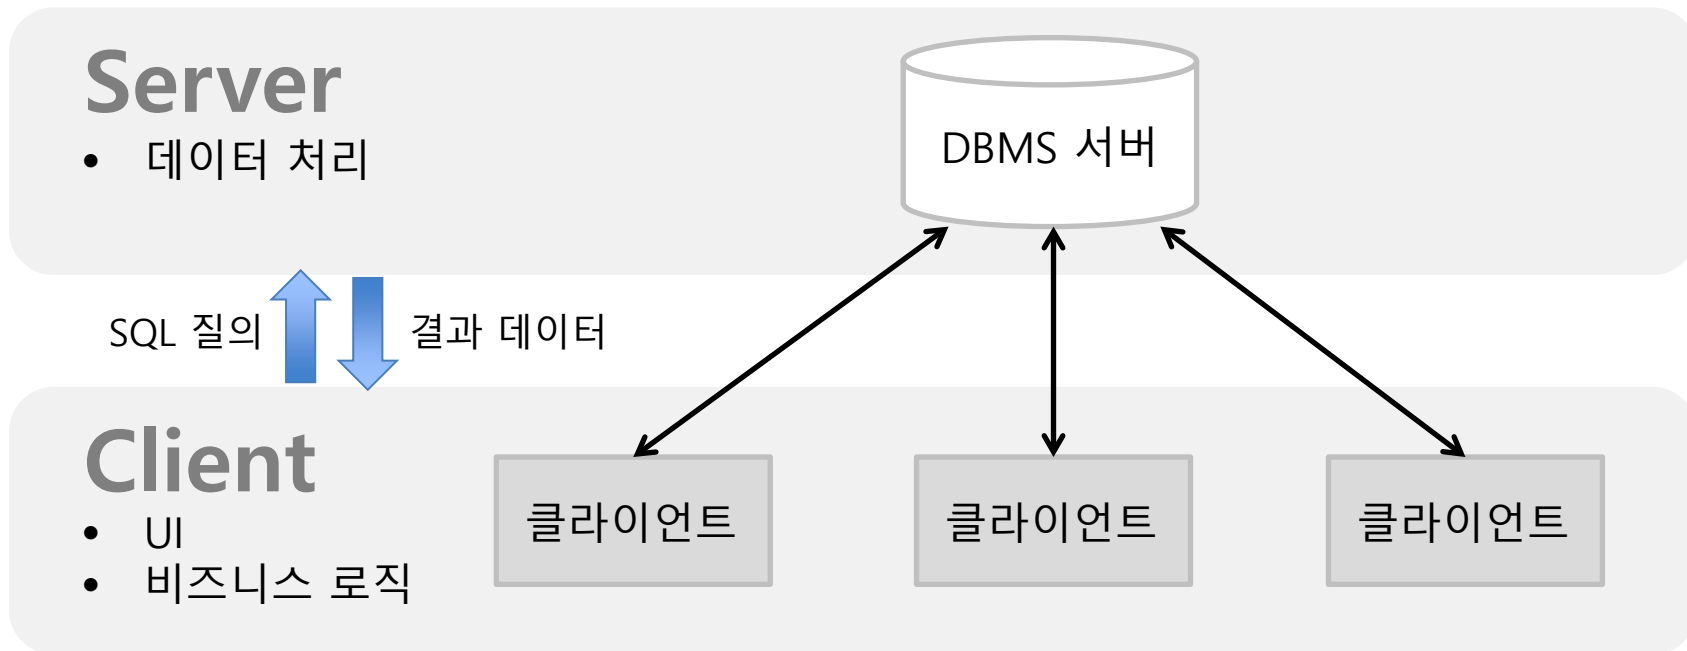 Server
• 데이터 처리
DBMS 서버
SQL 질의
결과 데이터
Client
• UI
• 비즈니스 로직
클라이언트
클라이언트
클라이언트